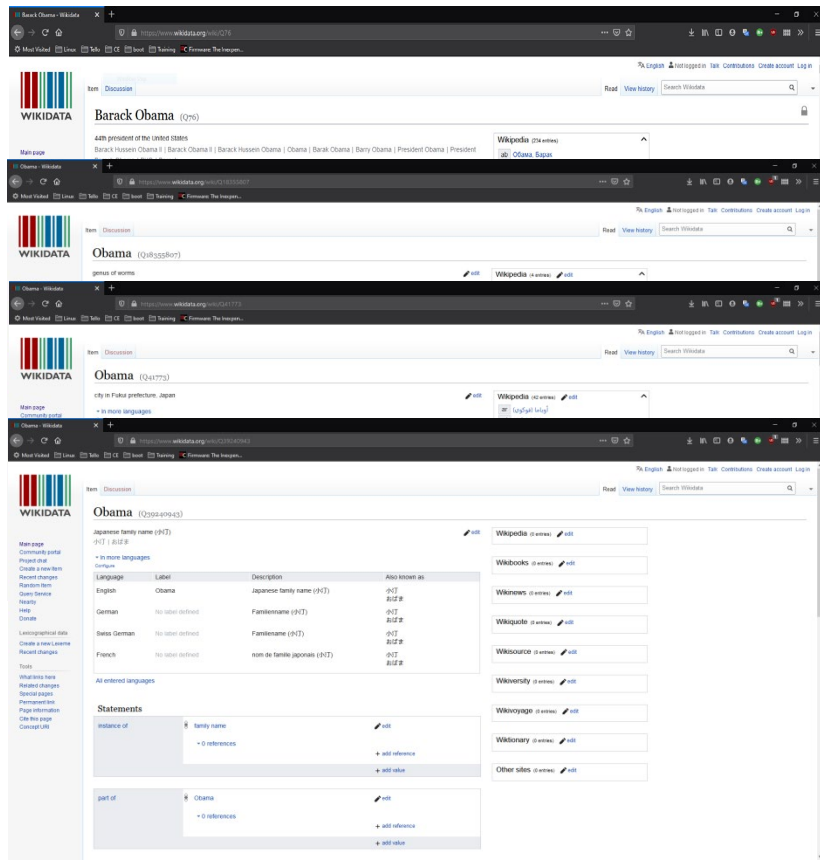 Barack Obama - Wikidata
https://www.wikidata.org/wiki/Q76
Most Visited Linux Tello CE boot Training Firmware: The Inexpen...
English Not logged in Talk Contributions Create account Log in
Item Discussion Read View history Search Wikidata
WIKIDATA
Barack Obama (Q76)
44th president of the United States
Barack Hussein Obama II | Barack Obama II | Barack Hussein Obama | Obama | Barak Obama | Barry Obama | President Obama | President
Wikipedia (234 entries)
ab Обама, Барак
Main page
Obama - Wikidata
https://www.wikidata.org/wiki/Q18355807
Most Visited Linux Tello CE boot Training Firmware: The Inexpen...
English Not logged in Talk Contributions Create account Log in
Item Discussion Read View history Search Wikidata
WIKIDATA
Obama (Q18355807)
genus of worms edit
Wikipedia (4 entries) edit
Obama - Wikidata
https://www.wikidata.org/wiki/Q41773
Most Visited Linux Tello CE boot Training Firmware: The Inexpen...
English Not logged in Talk Contributions Create account Log in
Item Discussion Read View history Search Wikidata
WIKIDATA
Obama (Q41773)
city in Fukui prefecture, Japan edit
In more languages
Wikipedia (42 entries) edit
Main page
Community portal
Obama - Wikidata
https://www.wikidata.org/wiki/Q39240943
Most Visited Linux Tello CE boot Training Firmware: The Inexpen...
English Not logged in Talk Contributions Create account Log in
Item Discussion Read View history Search Wikidata
WIKIDATA
Main page
Community portal
Project chat
Create a new Item
Recent changes
Random Item
Query Service
Nearby
Help
Donate
Lexicographical data
Create a new Lexeme
Recent changes
Tools
What links here
Related changes
Special pages
Permanent link
Page information
Cite this page
Concept URI
Obama (Q39240943)
Japanese family name (小汀) edit
小汀 | おばま
In more languages
Configure
Language Label Description Also known as
English Obama Japanese family name (小汀) 小汀
おばま
German No label defined Familienname (小汀) 小汀
おばま
Swiss German No label defined Familiename (小汀) 小汀
おばま
French No label defined nom de famille japonais (小汀) 小汀
おばま
All entered languages
Statements
instance of family name edit
0 references
+ add reference
+ add value
part of Obama edit
0 references
+ add reference
+ add value
Wikipedia (0 entries) edit
Wikibooks (0 entries) edit
Wikinews (0 entries) edit
Wikiquote (0 entries) edit
Wikisource (0 entries) edit
Wikiversity (0 entries) edit
Wikivoyage (0 entries) edit
Wiktionary (0 entries) edit
Other sites (0 entries) edit